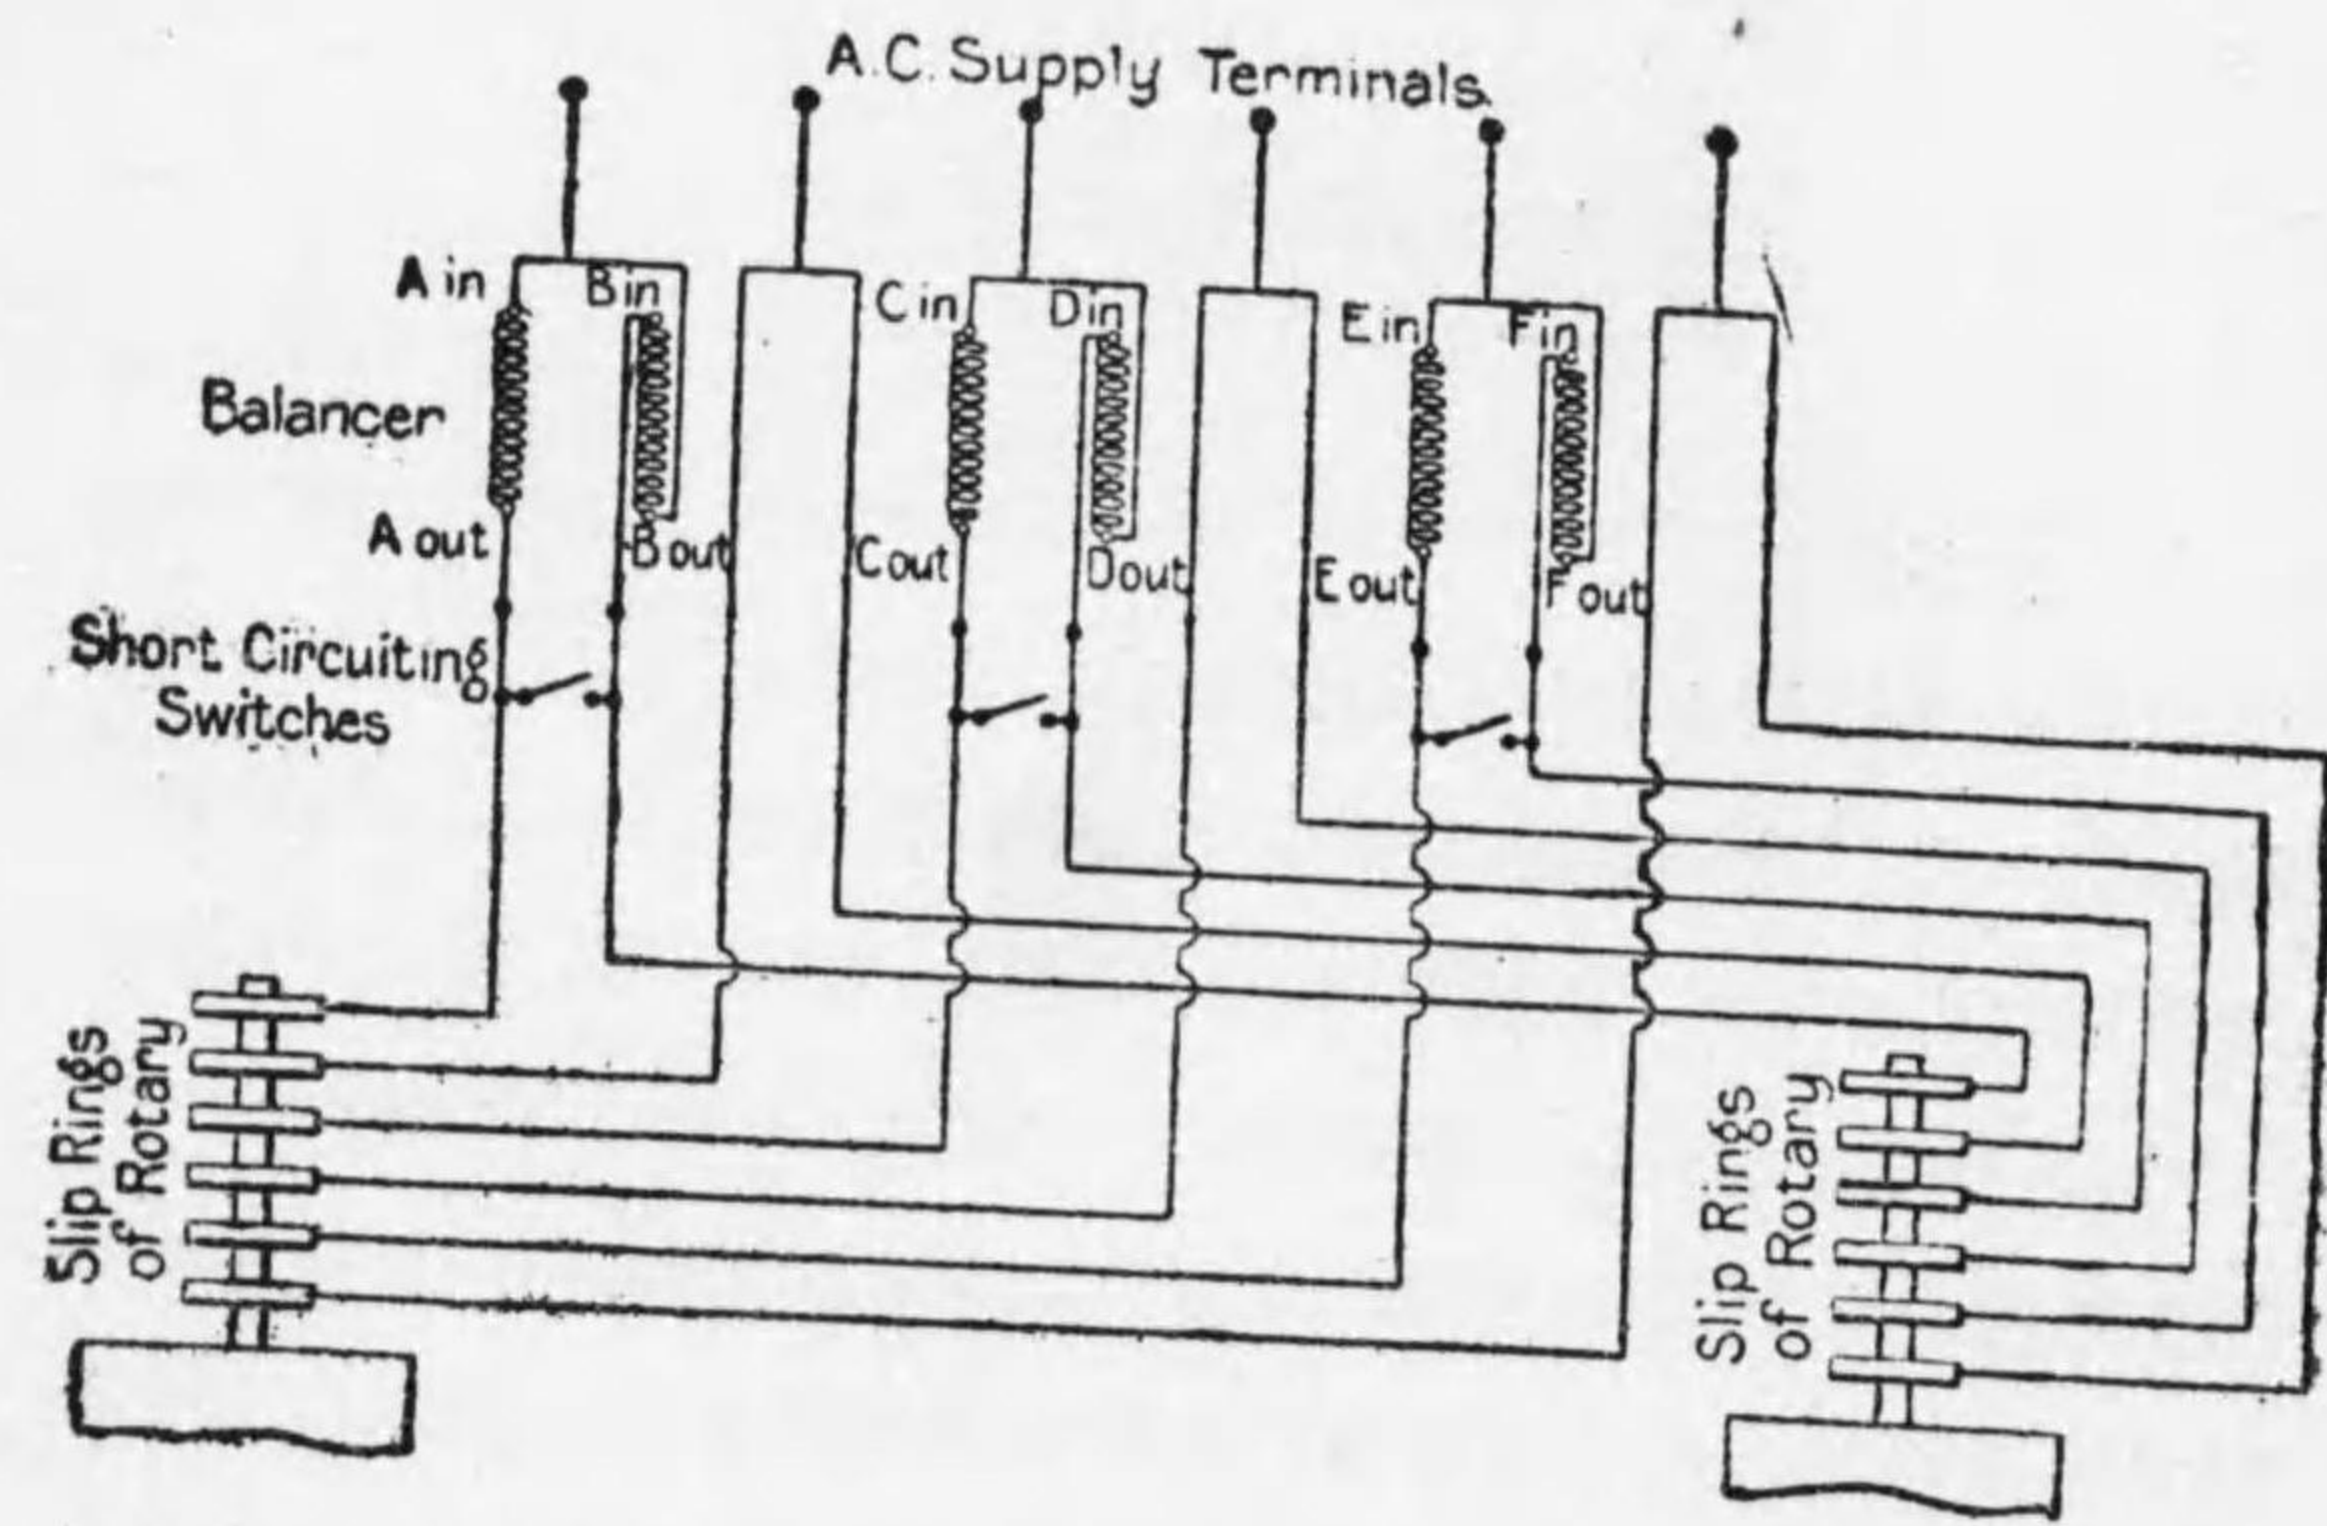 A.C. Supply Terminals
A in
B in
C in
D in
E in
F in
Balancer
A out
B out
C out
D out
E out
F out
Short Circuiting
Switches
Slip Rings
of Rotary
Slip Rings
of Rotary